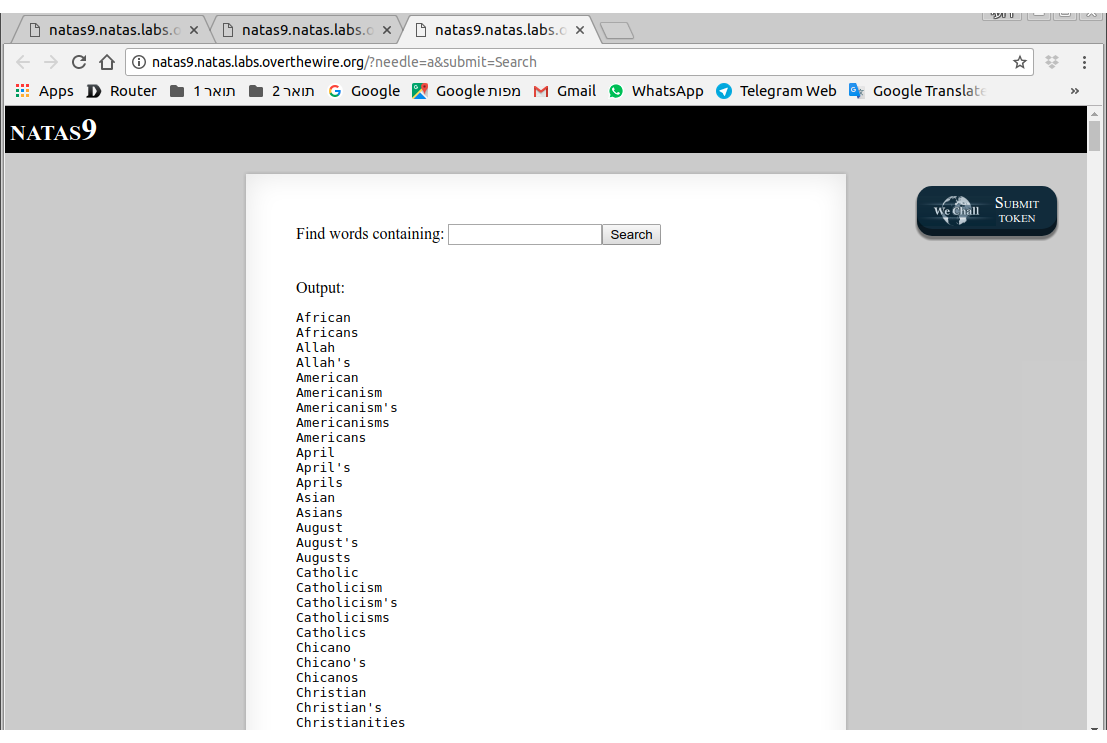 natas9.natas.labs.o natas9.natas.labs.o natas9.natas.labs.o
natas9.natas.labs.overthewire.org/?needle=a&submit=Search
Apps Router תואר 1 תואר 2 Google Google מפות Gmail WhatsApp Telegram Web Google Translate »
NATAS9
We Chall SUBMIT TOKEN
Find words containing: Search
Output:
African
Africans
Allah
Allah's
American
Americanism
Americanism's
Americanisms
Americans
April
April's
Aprils
Asian
Asians
August
August's
Augusts
Catholic
Catholicism
Catholicism's
Catholicisms
Catholics
Chicano
Chicano's
Chicanos
Christian
Christian's
Christianities